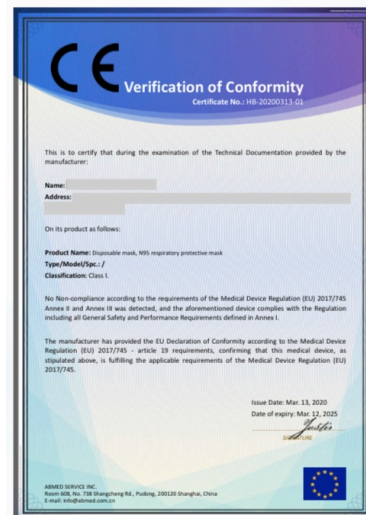 CE
Verification of Conformity
Certificate No.: HB-20200313-01
This is to certify that during the examination of the Technical Documentation provided by the
manufacturer:
Name:
Address:
On its product as follows:
Product Name: Disposable mask, N95 respiratory protective mask
Type/Model/Spc.: /
Classification: Class I.
No Non-compliance according to the requirements of the Medical Device Regulation (EU) 2017/745
Annex II and Annex III was detected, and the aforementioned device complies with the Regulation
including all General Safety and Performance Requirements defined in Annex I.
The manufacturer has provided the EU Declaration of Conformity according to the Medical Device
Regulation (EU) 2017/745 - article 19 requirements, confirming that this medical device, as
stipulated above, is fulfilling the applicable requirements of the Medical Device Regulation (EU)
2017/745.
Issue Date: Mar. 13, 2020
Date of expiry: Mar. 12, 2025
SIGNATURE
ABMED SERVICE INC.
Room 608, No. 738 Shangcheng Rd., Pudong, 200120 Shanghai, China
E-mail: info@abmed.com.cn